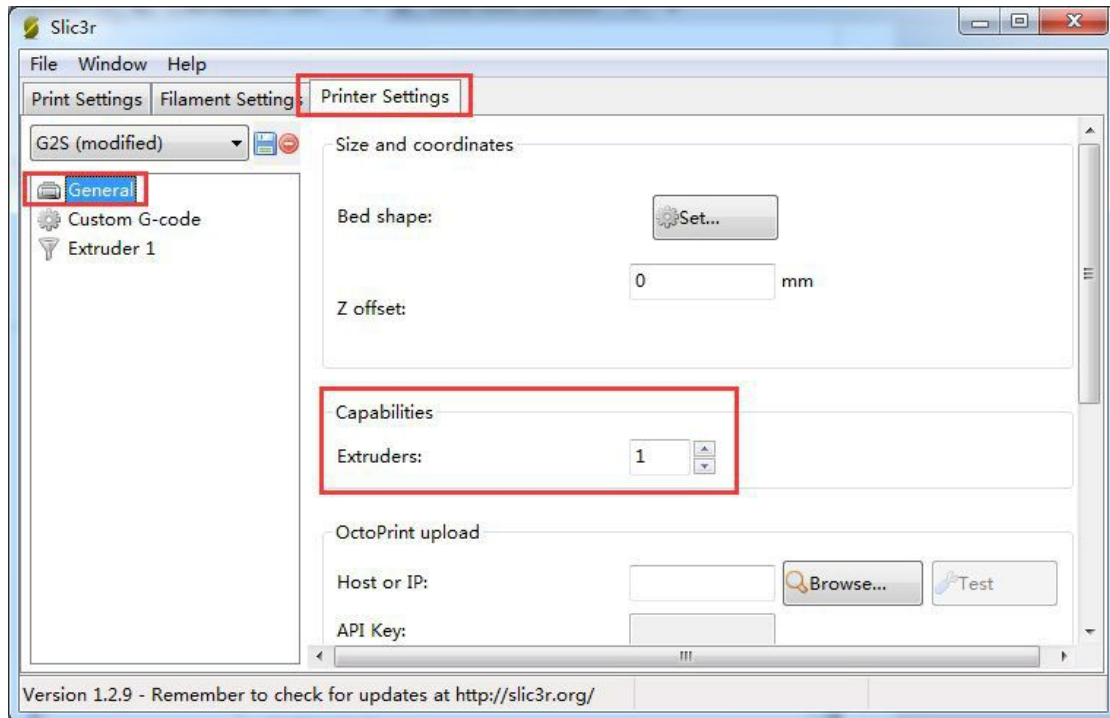 Slic3r
File Window Help
Print Settings Filament Settings Printer Settings
G2S (modified)
General
Custom G-code
Extruder 1
Size and coordinates
Bed shape: Set...
Z offset: 0 mm
Capabilities
Extruders: 1
OctoPrint upload
Host or IP: Browse... Test
API Key:
Version 1.2.9 - Remember to check for updates at http://slic3r.org/